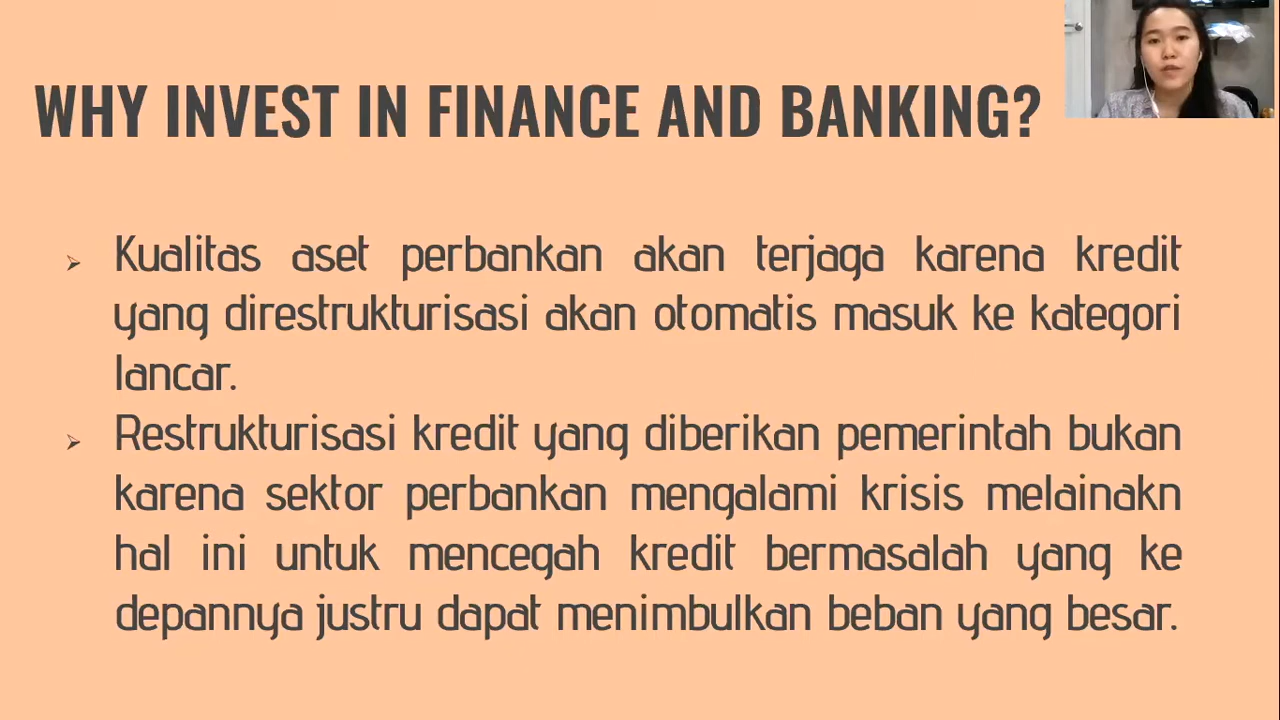 WHY INVEST IN FINANCE AND BANKING?
Kualitas aset perbankan akan terjaga karena kredit
yang direstrukturisasi akan otomatis masuk ke kategori
lancar.
Restrukturisasi kredit yang diberikan pemerintah bukan
karena sektor perbankan mengalami krisis melainakn
hal ini untuk mencegah kredit bermasalah yang ke
depannya justru dapat menimbulkan beban yang besar.